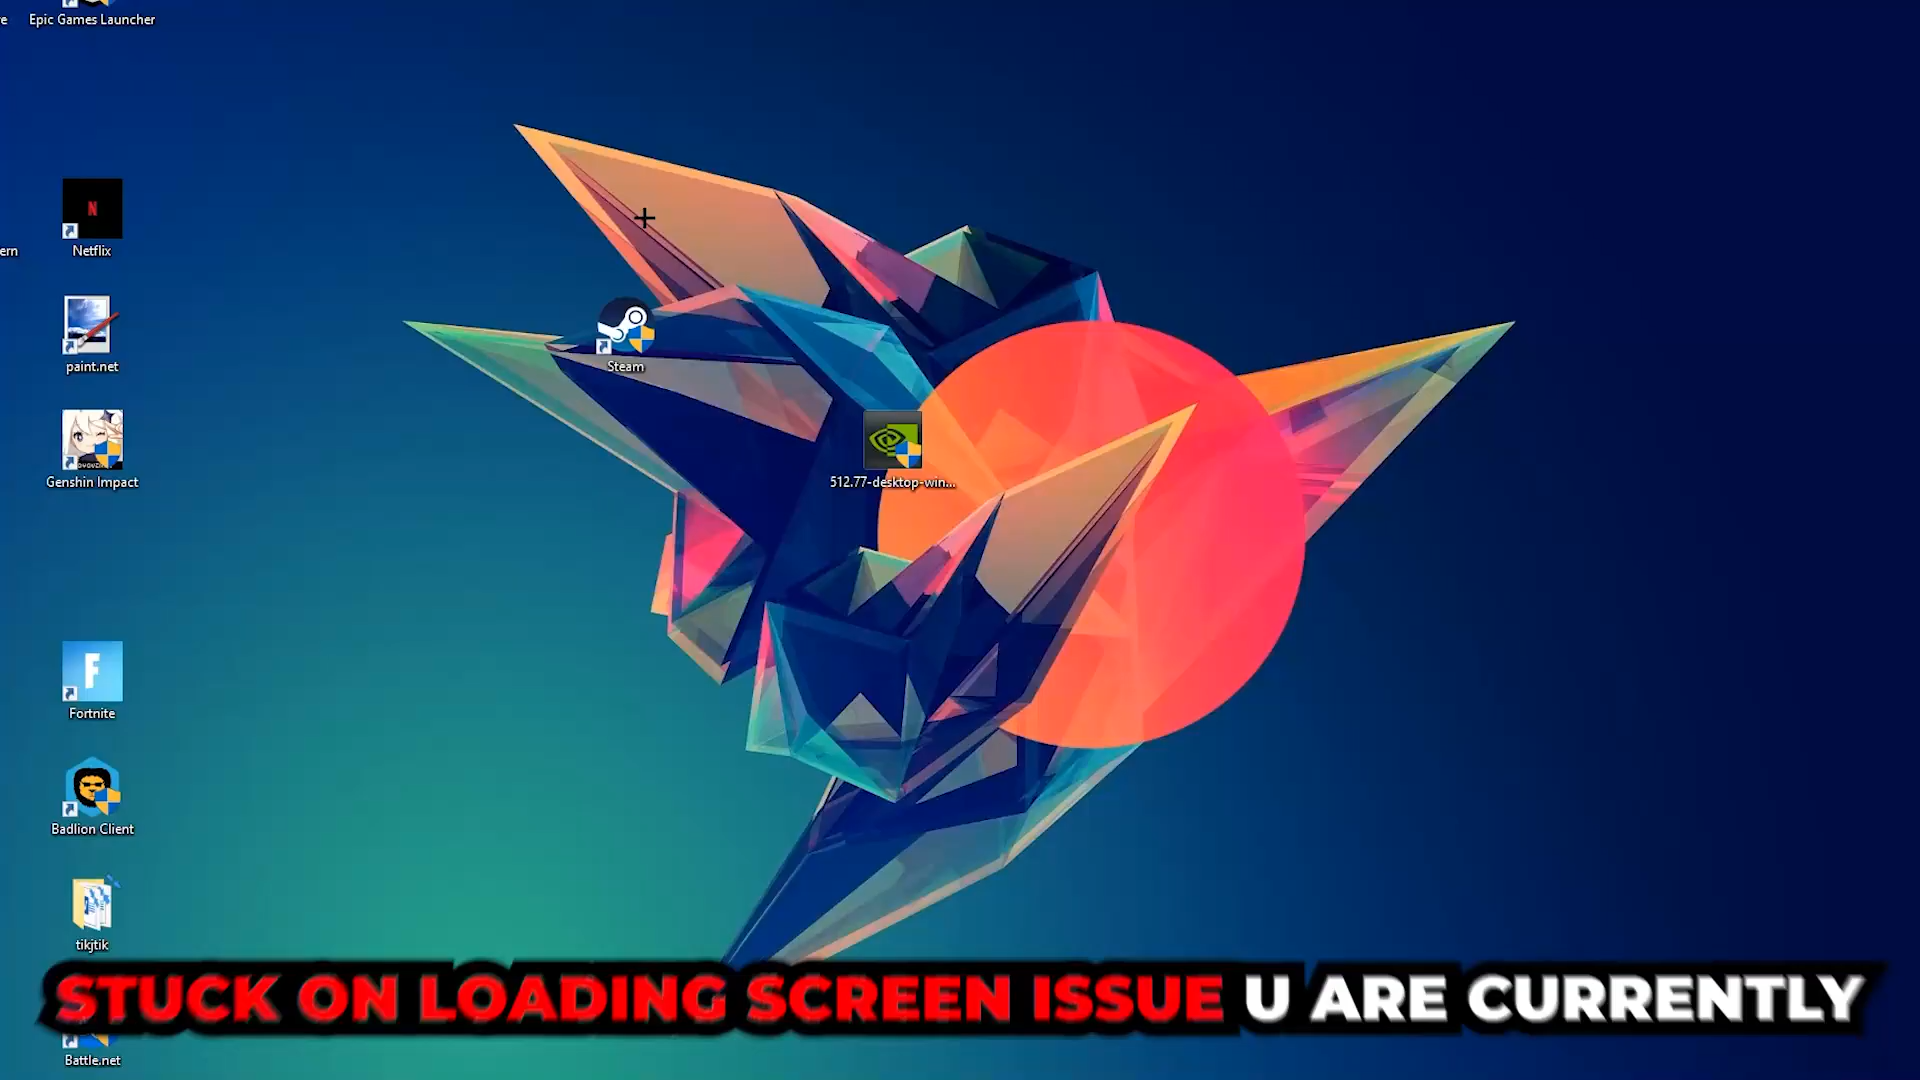 Epic Games Launcher
N
Netflix
ern
paint.net
Steam
Genshin Impact
512.77-desktop-win...
F
Fortnite
Badlion Client
tikjtik
STUCK ON LOADING SCREEN ISSUE U ARE CURRENTLY
Battle.net